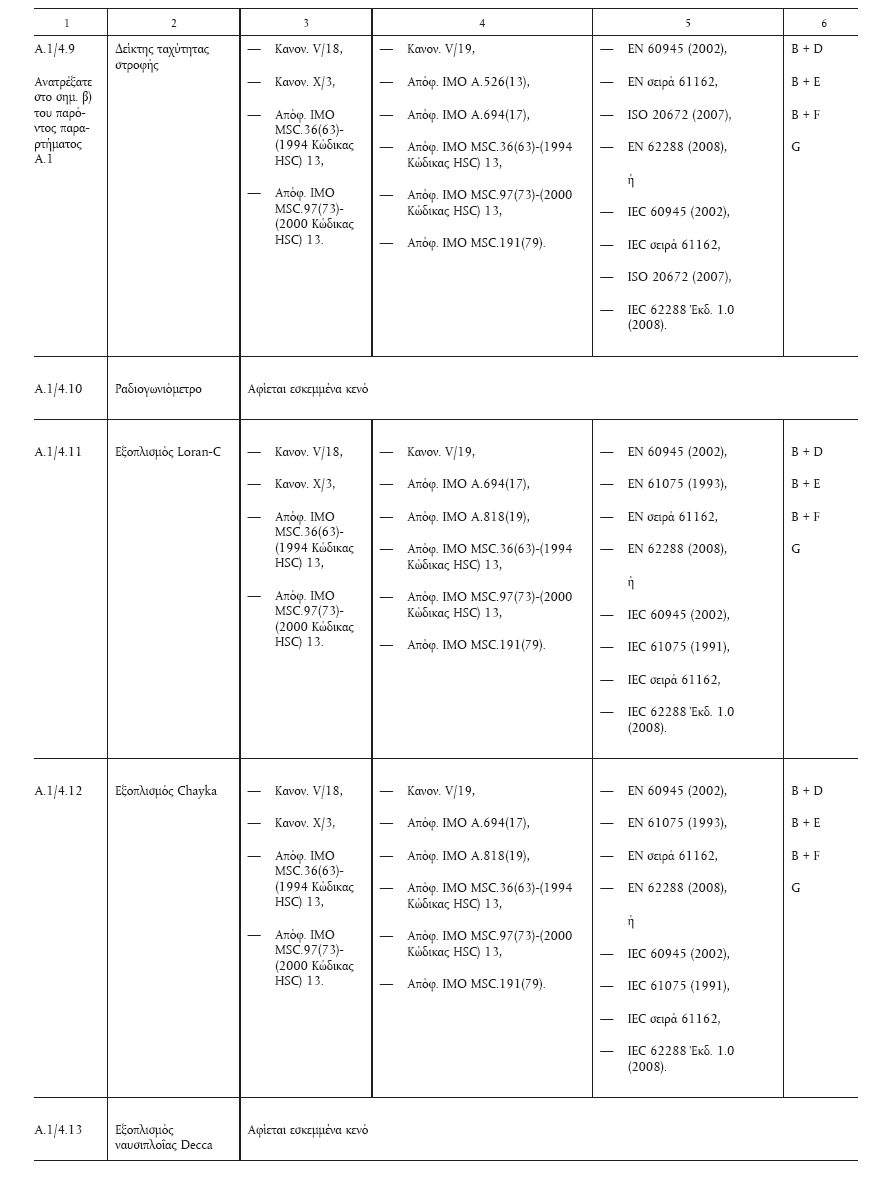 1 2 3 4 5 6
A.1/4.9
Ανατρέξατε
στο σημ. β)
του παρό-
ντος παρα-
ρτήματος
A.1
Δείκτης ταχύτητας
στροφής
— Κανον. V/18,
— Κανον. X/3,
— Απόφ. IMO
MSC.36(63)-
(1994 Κώδικας
HSC) 13,
— Απόφ. IMO
MSC.97(73)-
(2000 Κώδικας
HSC) 13.
— Κανον. V/19,
— Απόφ. IMO A.526(13),
— Απόφ. IMO A.694(17),
— Απόφ. IMO MSC.36(63)-(1994
Κώδικας HSC) 13,
— Απόφ. IMO MSC.97(73)-(2000
Κώδικας HSC) 13,
— Απόφ. IMO MSC.191(79).
— EN 60945 (2002),
— EN σειρά 61162,
— ISO 20672 (2007),
— EN 62288 (2008),
ή
— IEC 60945 (2002),
— IEC σειρά 61162,
— ISO 20672 (2007),
— IEC 62288 Έκδ. 1.0
(2008).
B + D
B + E
B + F
G
A.1/4.10
Ραδιογωνιόμετρο
Αφίεται εσκεμμένα κενό
A.1/4.11
Εξοπλισμός Loran-C
— Κανον. V/18,
— Κανον. X/3,
— Απόφ. IMO
MSC.36(63)-
(1994 Κώδικας
HSC) 13,
— Απόφ. IMO
MSC.97(73)-
(2000 Κώδικας
HSC) 13.
— Κανον. V/19,
— Απόφ. IMO A.694(17),
— Απόφ. IMO A.818(19),
— Απόφ. IMO MSC.36(63)-(1994
Κώδικας HSC) 13,
— Απόφ. IMO MSC.97(73)-(2000
Κώδικας HSC) 13,
— Απόφ. IMO MSC.191(79).
— EN 60945 (2002),
— EN 61075 (1993),
— EN σειρά 61162,
— EN 62288 (2008),
ή
— IEC 60945 (2002),
— IEC 61075 (1991),
— IEC σειρά 61162,
— IEC 62288 Έκδ. 1.0
(2008).
B + D
B + E
B + F
G
A.1/4.12
Εξοπλισμός Chayka
— Κανον. V/18,
— Κανον. X/3,
— Απόφ. IMO
MSC.36(63)-
(1994 Κώδικας
HSC) 13,
— Απόφ. IMO
MSC.97(73)-
(2000 Κώδικας
HSC) 13.
— Κανον. V/19,
— Απόφ. IMO A.694(17),
— Απόφ. IMO A.818(19),
— Απόφ. IMO MSC.36(63)-(1994
Κώδικας HSC) 13,
— Απόφ. IMO MSC.97(73)-(2000
Κώδικας HSC) 13,
— Απόφ. IMO MSC.191(79).
— EN 60945 (2002),
— EN 61075 (1993),
— EN σειρά 61162,
— EN 62288 (2008),
ή
— IEC 60945 (2002),
— IEC 61075 (1991),
— IEC σειρά 61162,
— IEC 62288 Έκδ. 1.0
(2008).
B + D
B + E
B + F
G
A.1/4.13
Εξοπλισμός
ναυσιπλοΐας Decca
Αφίεται εσκεμμένα κενό